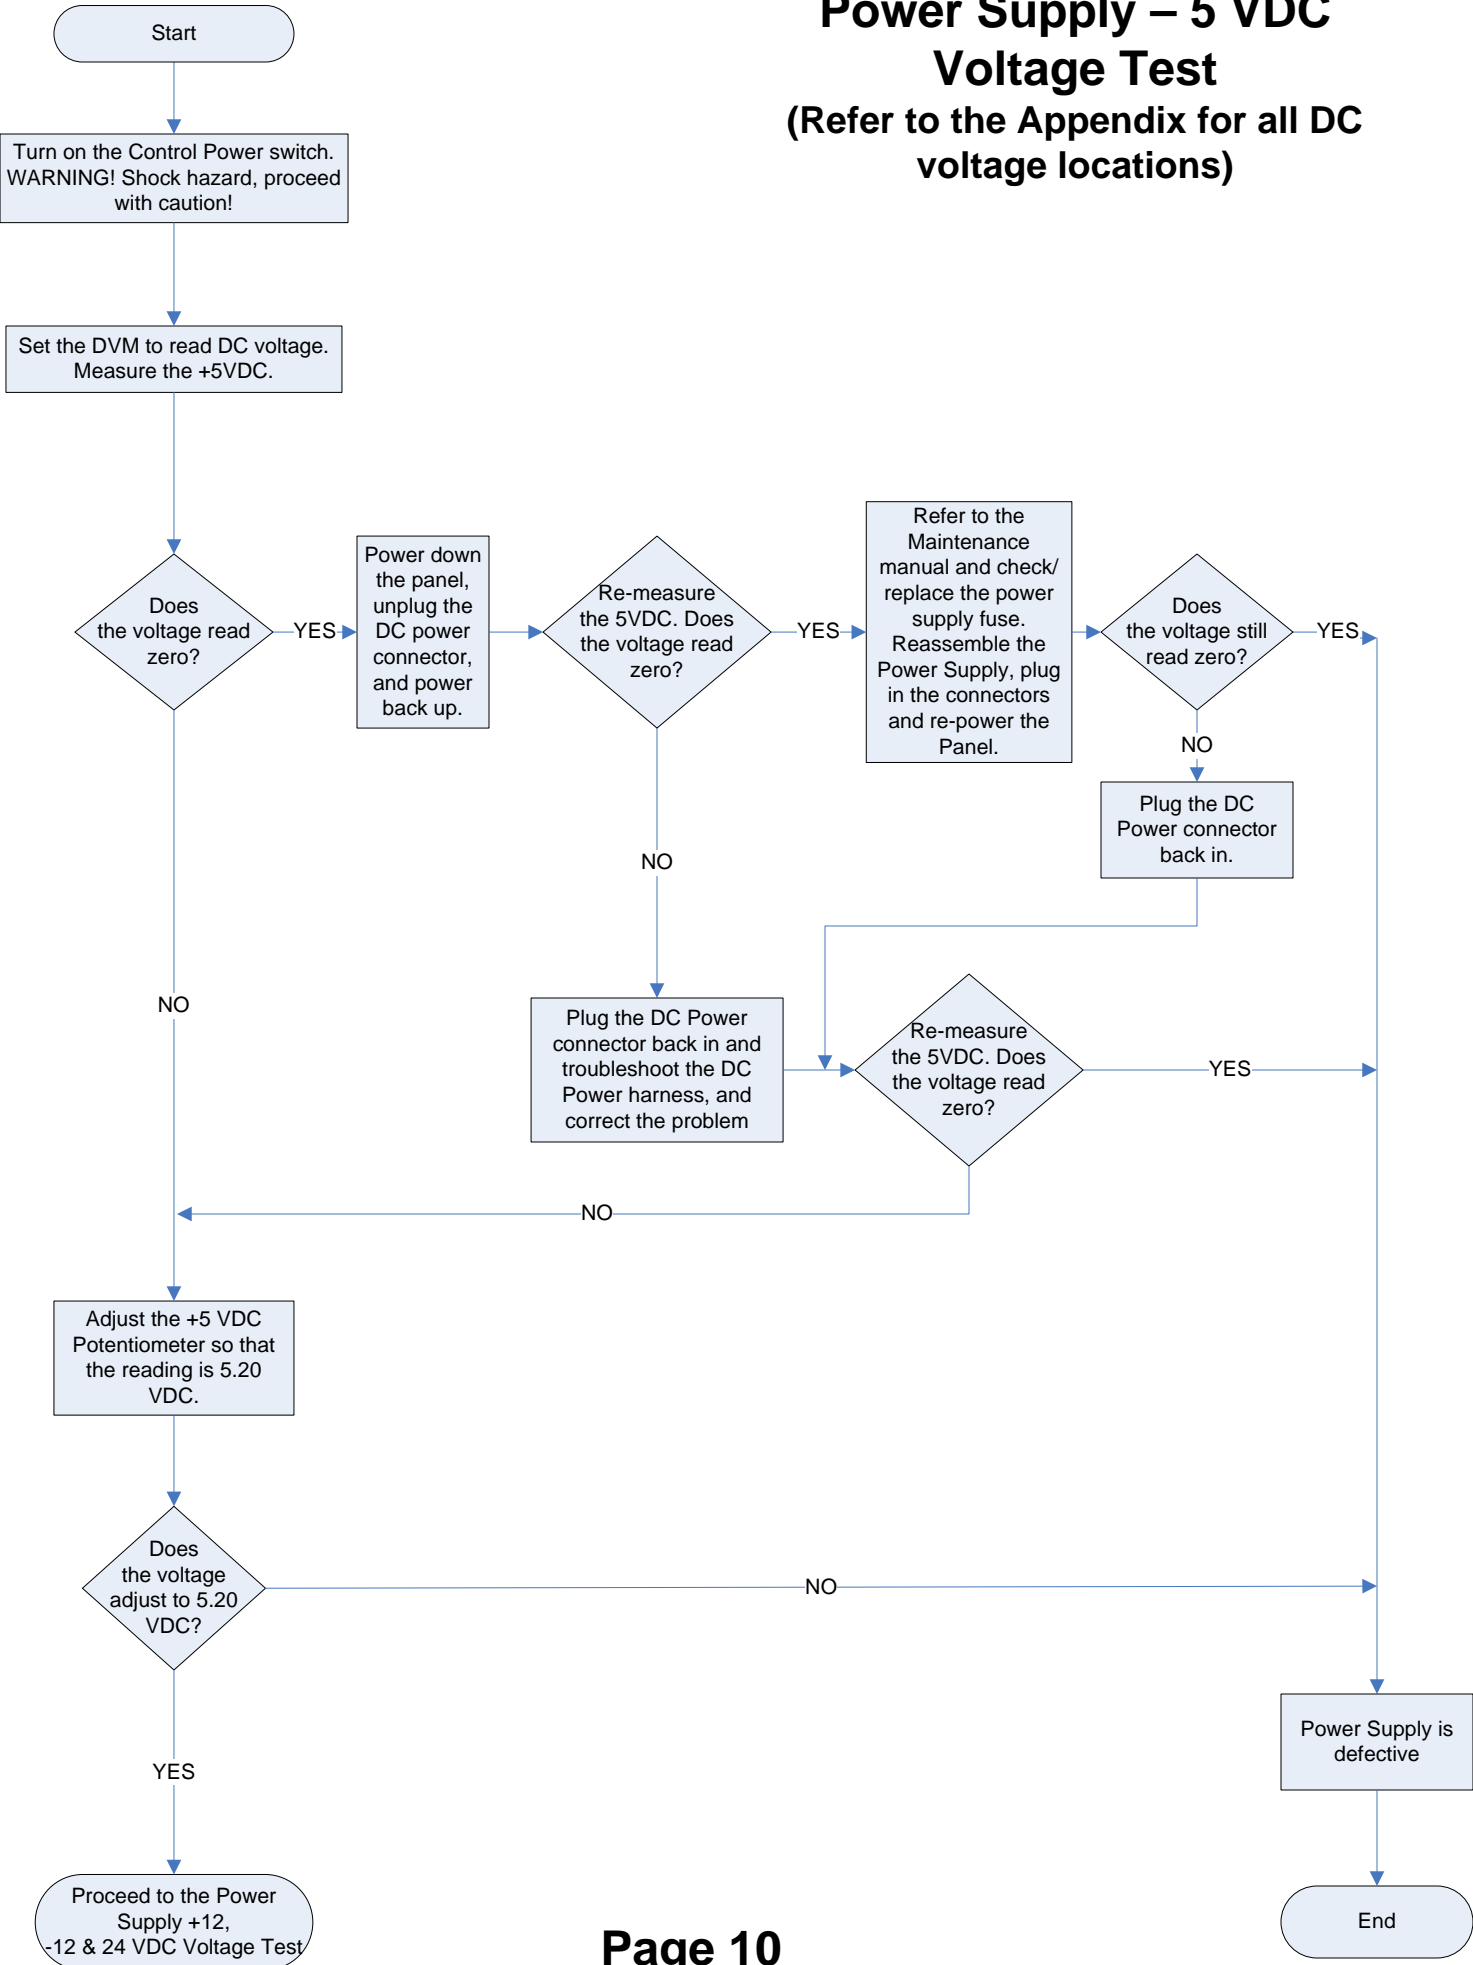 Power Supply – 5 VDC
Voltage Test
(Refer to the Appendix for all DC
voltage locations)
Start
Turn on the Control Power switch.
WARNING! Shock hazard, proceed
with caution!
Set the DVM to read DC voltage.
Measure the +5VDC.
Does
the voltage read
zero?
YES
Power down
the panel,
unplug the
DC power
connector,
and power
back up.
Re-measure
the 5VDC. Does
the voltage read
zero?
YES
Refer to the
Maintenance
manual and check/
replace the power
supply fuse.
Reassemble the
Power Supply, plug
in the connectors
and re-power the
Panel.
Does
the voltage still
read zero?
YES
NO
Plug the DC
Power connector
back in.
NO
NO
Plug the DC Power
connector back in and
troubleshoot the DC
Power harness, and
correct the problem
Re-measure
the 5VDC. Does
the voltage read
zero?
YES
NO
Adjust the +5 VDC
Potentiometer so that
the reading is 5.20
VDC.
Does
the voltage
adjust to 5.20
VDC?
NO
YES
Power Supply is
defective
Proceed to the Power
Supply +12,
-12 & 24 VDC Voltage Test
End
Page 10